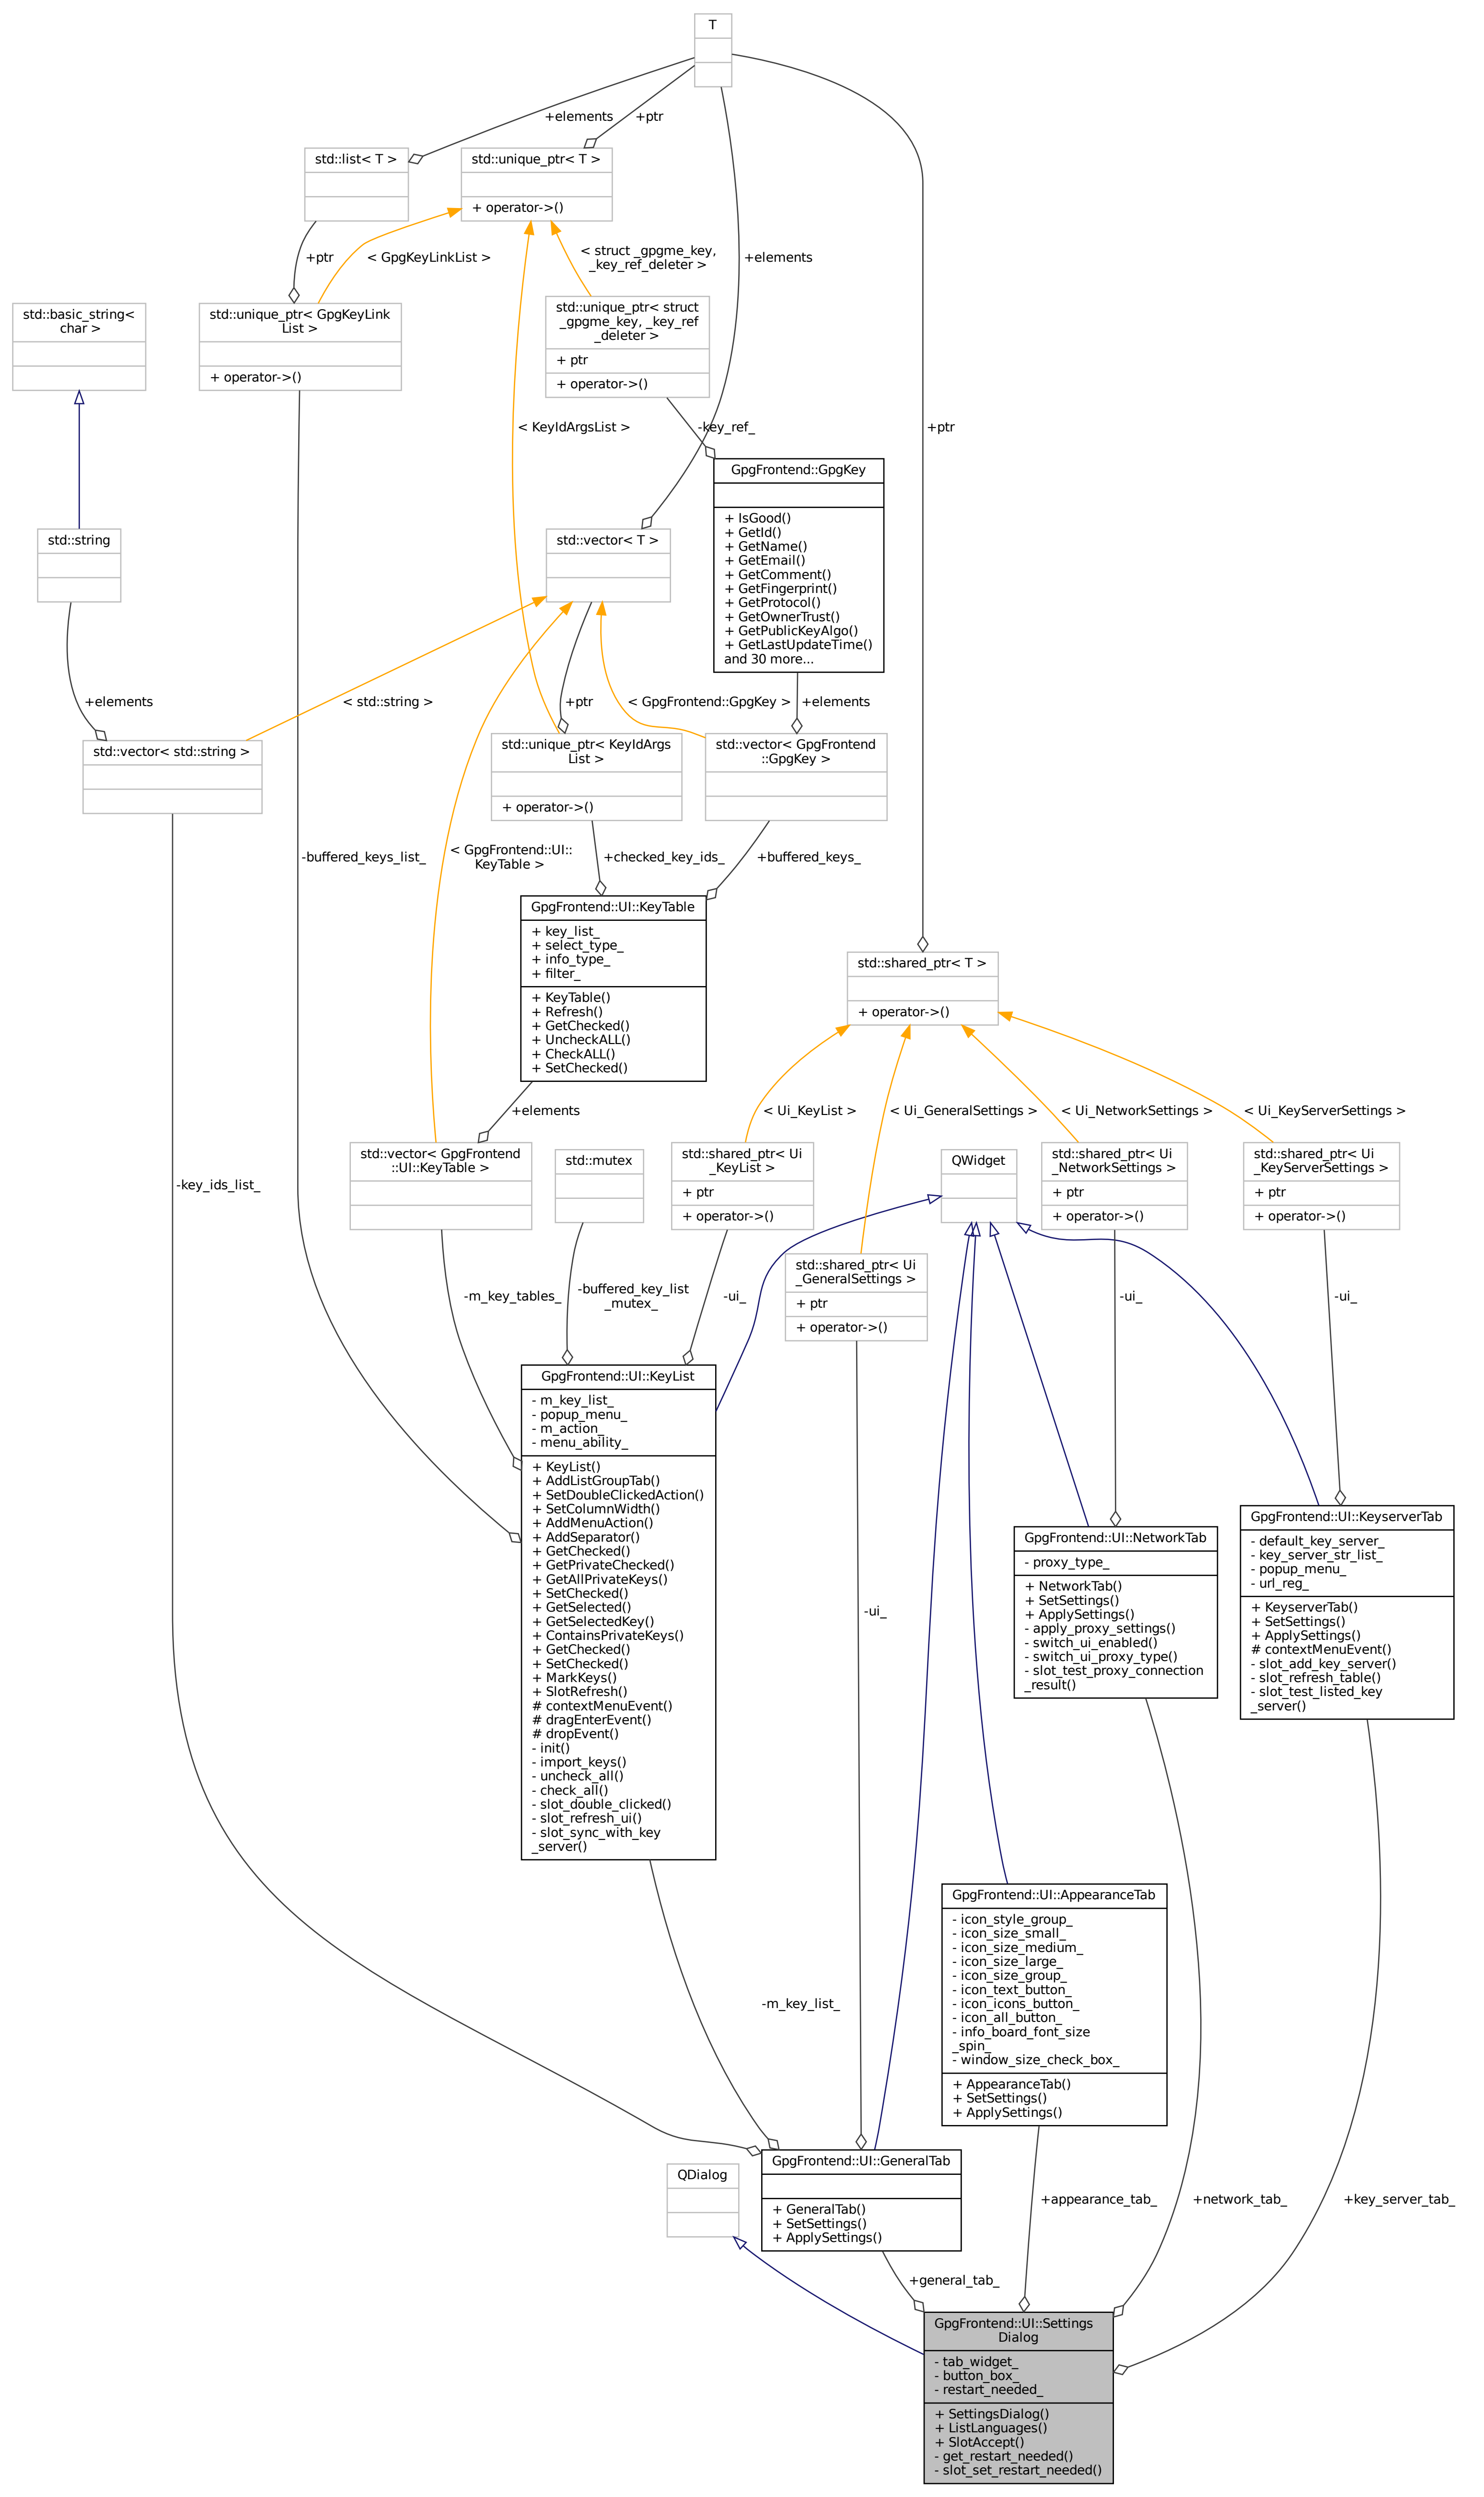 T
+elements
+ptr
std::list< T >
std::unique_ptr< T >
+ operator->()
+ptr
< GpgKeyLinkList >
< struct _gpgme_key,
_key_ref_deleter >
+elements
std::basic_string<
char >
std::unique_ptr< GpgKeyLink
List >
+ operator->()
std::unique_ptr< struct
_gpgme_key, _key_ref
_deleter >
+ ptr
+ operator->()
< KeyIdArgsList >
-key_ref_
+ptr
GpgFrontend::GpgKey
+ IsGood()
+ GetId()
+ GetName()
+ GetEmail()
+ GetComment()
+ GetFingerprint()
+ GetProtocol()
+ GetOwnerTrust()
+ GetPublicKeyAlgo()
+ GetLastUpdateTime()
and 30 more...
std::string
std::vector< T >
+elements
< std::string >
+ptr
< GpgFrontend::GpgKey >
+elements
std::vector< std::string >
std::unique_ptr< KeyIdArgs
List >
+ operator->()
std::vector< GpgFrontend
::GpgKey >
-buffered_keys_list_
< GpgFrontend::UI::
KeyTable >
+checked_key_ids_
+buffered_keys_
GpgFrontend::UI::KeyTable
+ key_list_
+ select_type_
+ info_type_
+ filter_
+ KeyTable()
+ Refresh()
+ GetChecked()
+ UncheckALL()
+ CheckALL()
+ SetChecked()
std::shared_ptr< T >
+ operator->()
+elements
< Ui_KeyList >
< Ui_GeneralSettings >
< Ui_NetworkSettings >
< Ui_KeyServerSettings >
-key_ids_list_
std::vector< GpgFrontend
::UI::KeyTable >
std::mutex
std::shared_ptr< Ui
_KeyList >
+ ptr
+ operator->()
QWidget
std::shared_ptr< Ui
_NetworkSettings >
+ ptr
+ operator->()
std::shared_ptr< Ui
_KeyServerSettings >
+ ptr
+ operator->()
std::shared_ptr< Ui
_GeneralSettings >
+ ptr
+ operator->()
-m_key_tables_
-buffered_key_list
_mutex_
-ui_
-ui_
-ui_
GpgFrontend::UI::KeyList
- m_key_list_
- popup_menu_
- m_action_
- menu_ability_
+ KeyList()
+ AddListGroupTab()
+ SetDoubleClickedAction()
+ SetColumnWidth()
+ AddMenuAction()
+ AddSeparator()
+ GetChecked()
+ GetPrivateChecked()
+ GetAllPrivateKeys()
+ SetChecked()
+ GetSelected()
+ GetSelectedKey()
+ ContainsPrivateKeys()
+ GetChecked()
+ SetChecked()
+ MarkKeys()
+ SlotRefresh()
# contextMenuEvent()
# dragEnterEvent()
# dropEvent()
- init()
- import_keys()
- uncheck_all()
- check_all()
- slot_double_clicked()
- slot_refresh_ui()
- slot_sync_with_key
_server()
-ui_
GpgFrontend::UI::NetworkTab
- proxy_type_
+ NetworkTab()
+ SetSettings()
+ ApplySettings()
- apply_proxy_settings()
- switch_ui_enabled()
- switch_ui_proxy_type()
- slot_test_proxy_connection
_result()
GpgFrontend::UI::KeyserverTab
- default_key_server_
- key_server_str_list_
- popup_menu_
- url_reg_
+ KeyserverTab()
+ SetSettings()
+ ApplySettings()
# contextMenuEvent()
- slot_add_key_server()
- slot_refresh_table()
- slot_test_listed_key
_server()
GpgFrontend::UI::AppearanceTab
- icon_style_group_
- icon_size_small_
- icon_size_medium_
- icon_size_large_
- icon_size_group_
- icon_text_button_
- icon_icons_button_
- icon_all_button_
- info_board_font_size
_spin_
- window_size_check_box_
+ AppearanceTab()
+ SetSettings()
+ ApplySettings()
-m_key_list_
QDialog
GpgFrontend::UI::GeneralTab
+ GeneralTab()
+ SetSettings()
+ ApplySettings()
+appearance_tab_
+network_tab_
+key_server_tab_
+general_tab_
GpgFrontend::UI::Settings
Dialog
- tab_widget_
- button_box_
- restart_needed_
+ SettingsDialog()
+ ListLanguages()
+ SlotAccept()
- get_restart_needed()
- slot_set_restart_needed()